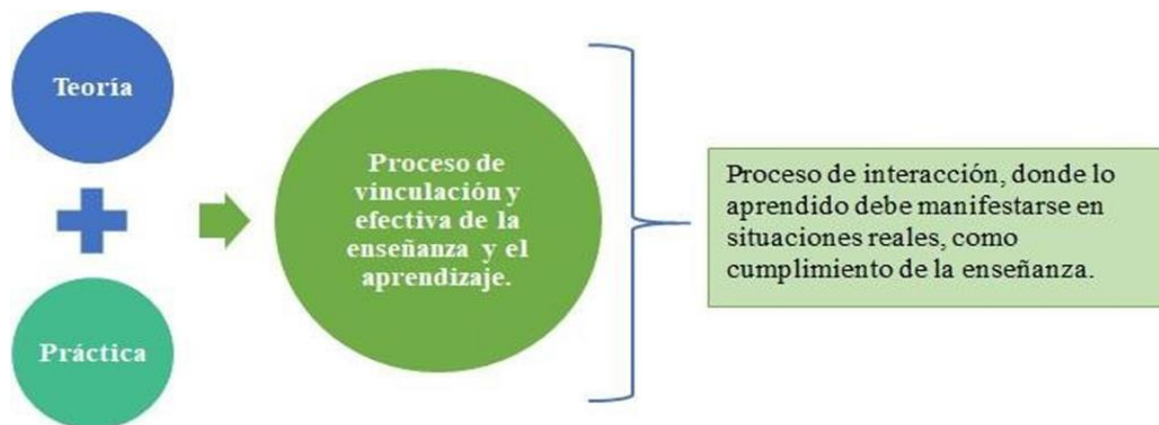 Teoría
Práctica
Proceso de
vinculación y
efectiva de la
enseñanza y el
aprendizaje.
Proceso de interacción, donde lo
aprendido debe manifestarse en
situaciones reales, como
cumplimiento de la enseñanza.